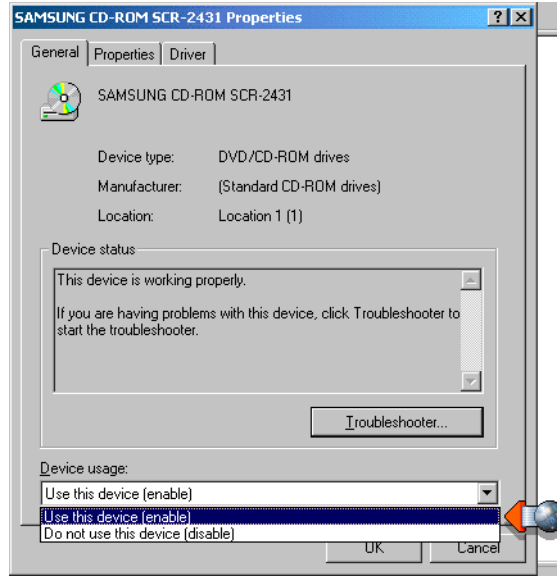 SAMSUNG CD-ROM SCR-2431 Properties
General Properties Driver
SAMSUNG CD-ROM SCR-2431
Device type: DVD/CD-ROM drives
Manufacturer: (Standard CD-ROM drives)
Location: Location 1 (1)
Device status
This device is working properly.
If you are having problems with this device, click Troubleshooter to
start the troubleshooter.
Troubleshooter...
Device usage:
Use this device (enable)
Use this device (enable)
Do not use this device (disable)
OK Cancel